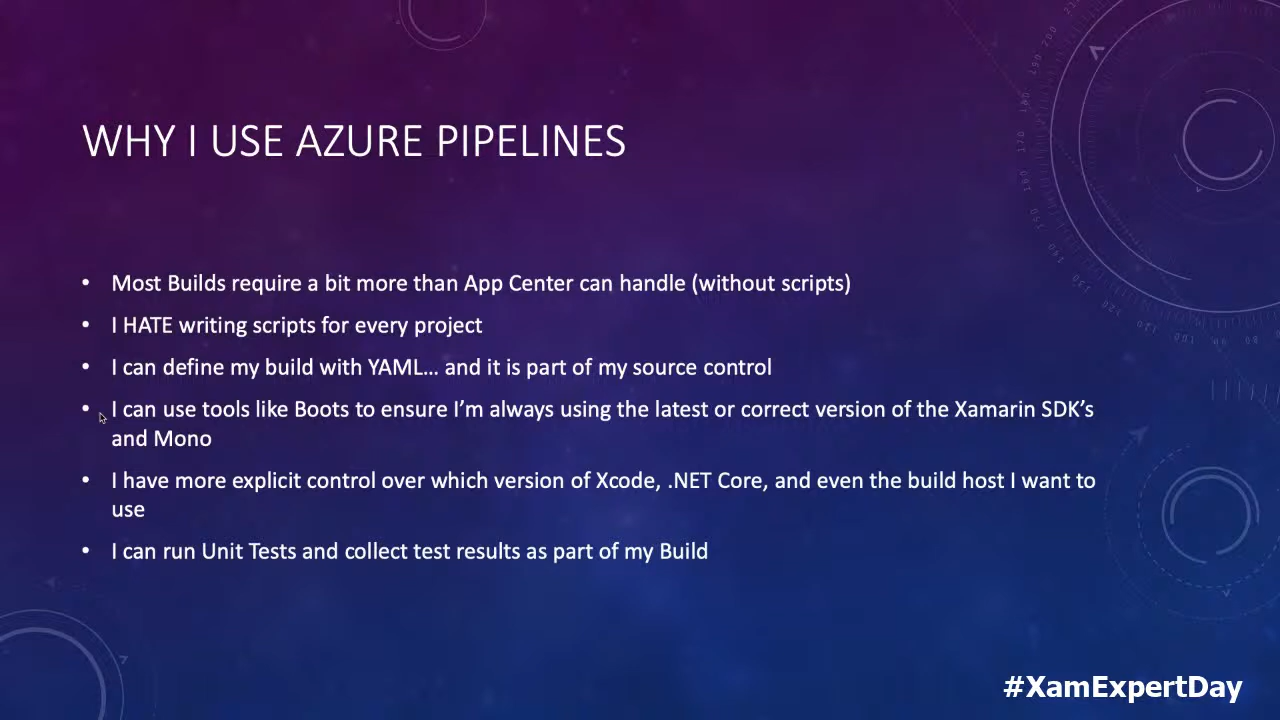 WHY I USE AZURE PIPELINES
• Most Builds require a bit more than App Center can handle (without scripts)
• I HATE writing scripts for every project
• I can define my build with YAML... and it is part of my source control
• I can use tools like Boots to ensure I’m always using the latest or correct version of the Xamarin SDK’s
and Mono
• I have more explicit control over which version of Xcode, .NET Core, and even the build host I want to
use
• I can run Unit Tests and collect test results as part of my Build
#XamExpertDay